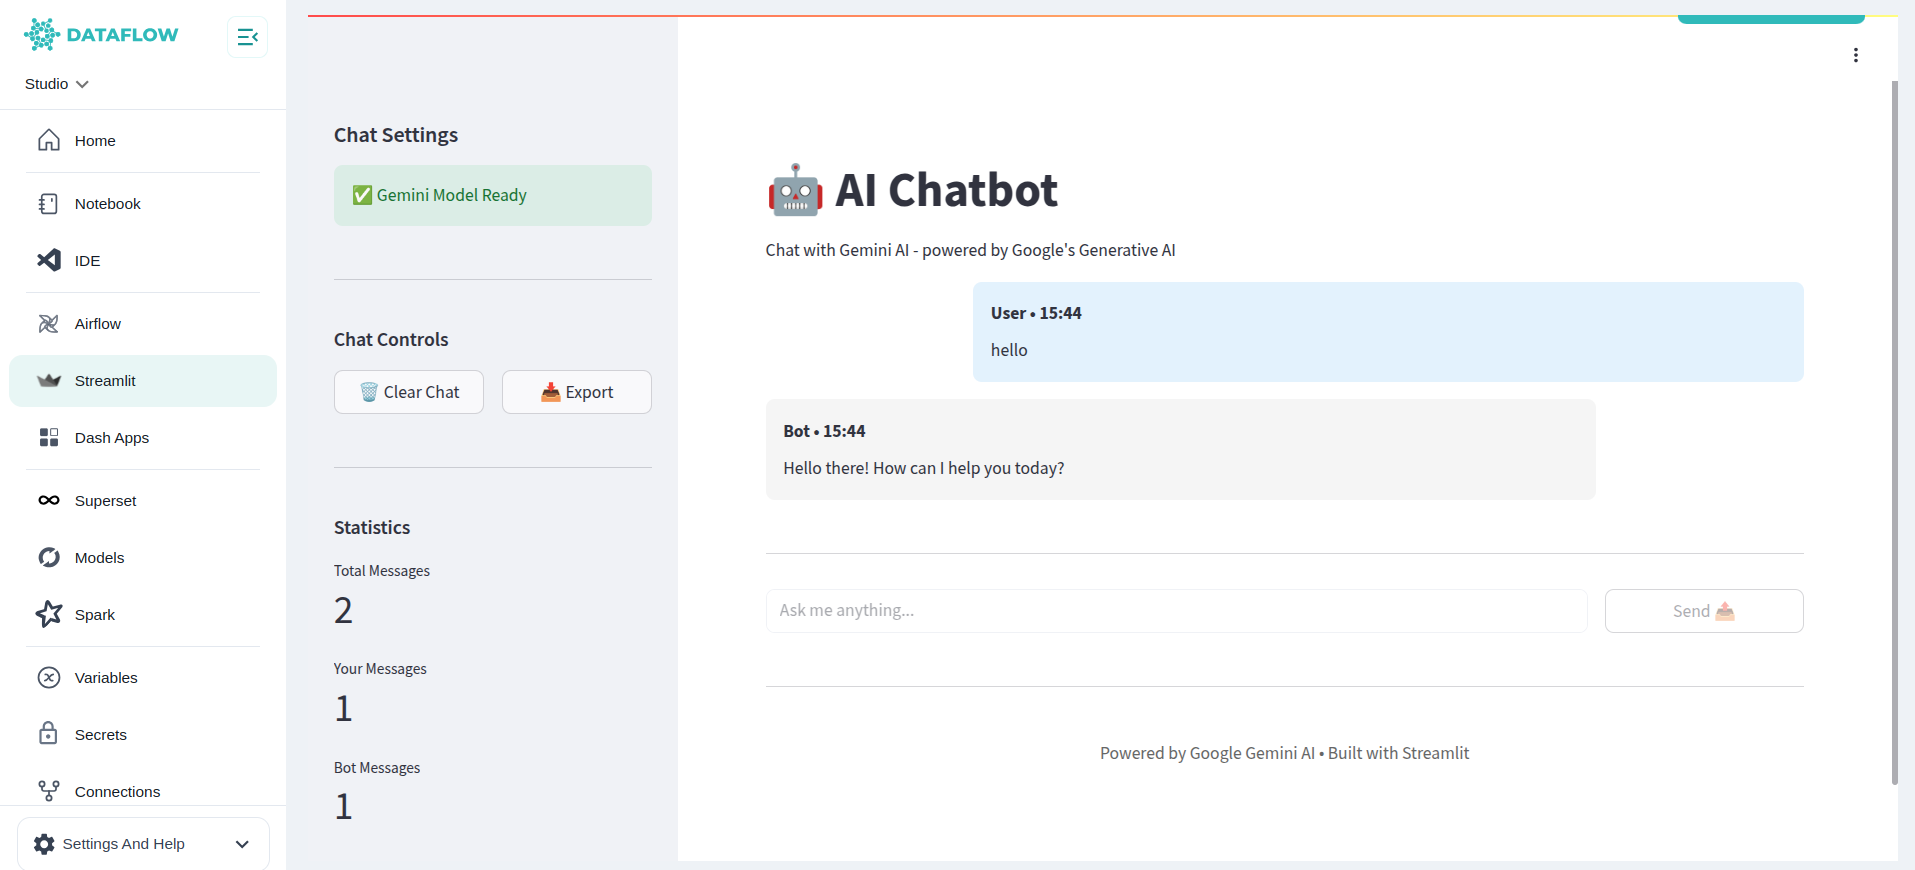 DATAFLOW
Studio
Home
Notebook
IDE
Airflow
Streamlit
Dash Apps
Superset
Models
Spark
Variables
Secrets
Connections
Settings And Help
Chat Settings
✅ Gemini Model Ready
Chat Controls
🗑️ Clear Chat
📥 Export
Statistics
Total Messages
2
Your Messages
1
Bot Messages
1
🤖 AI Chatbot
Chat with Gemini AI - powered by Google's Generative AI
User • 15:44
hello
Bot • 15:44
Hello there! How can I help you today?
Ask me anything...
Send 📤
Powered by Google Gemini AI • Built with Streamlit